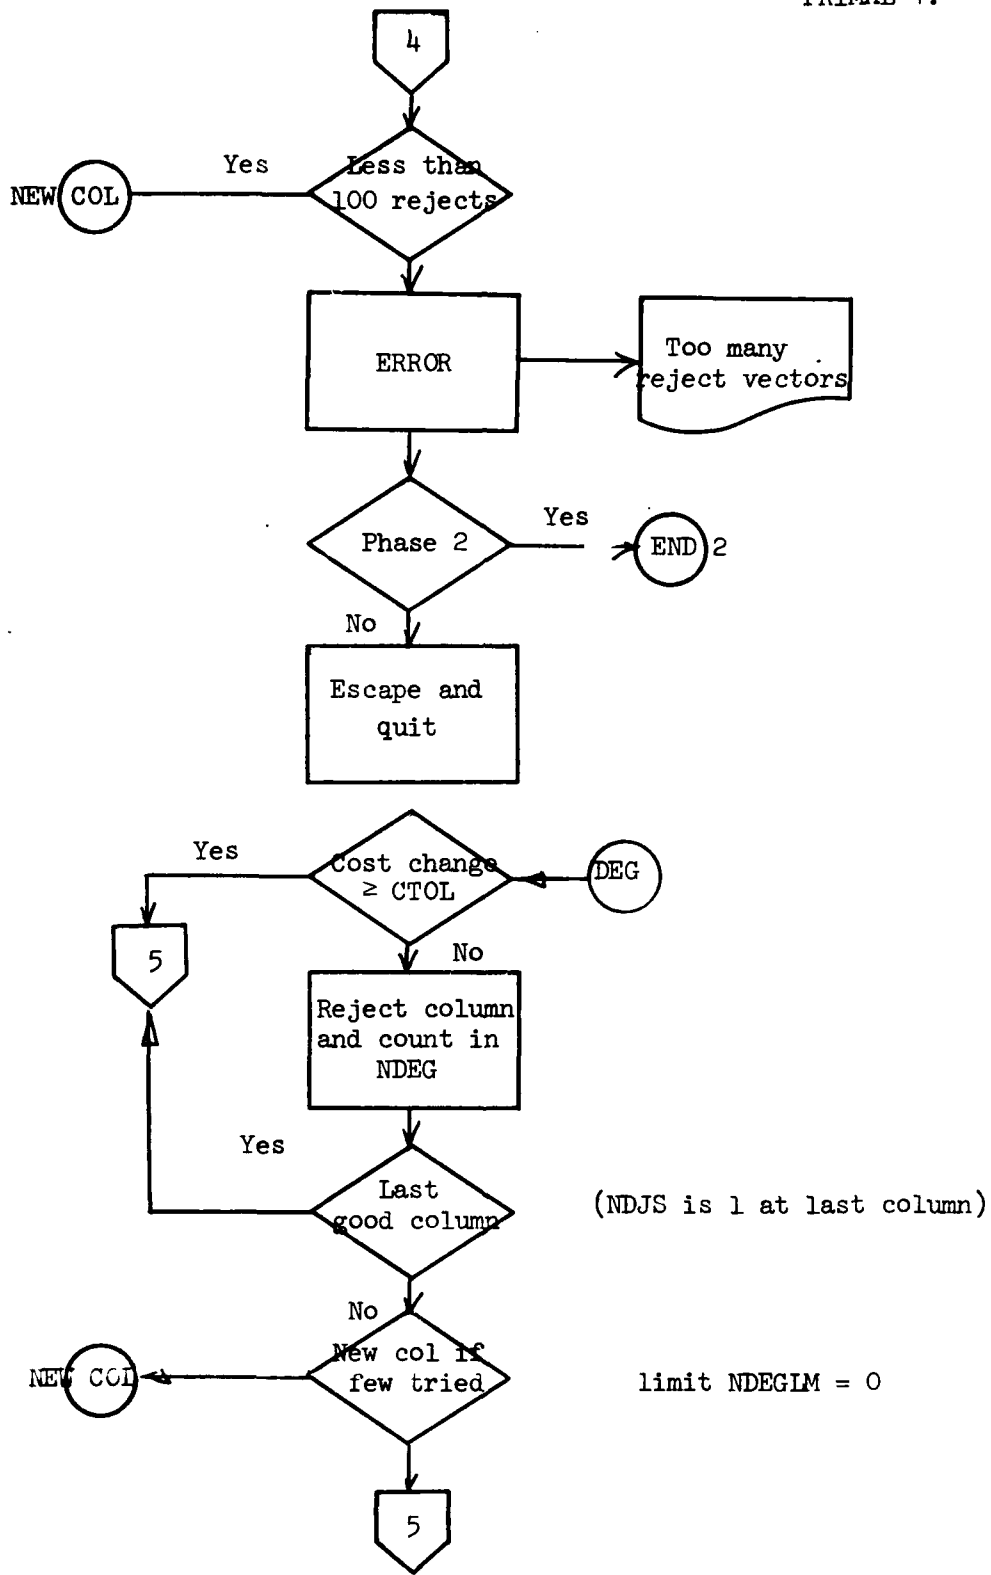 PRIMAL
4
Yes
Less than
100 rejects
NEW COL
ERROR
Too many
reject vectors
Phase 2
Yes
END 2
No
Escape and
quit
Yes
Cost change
≥ CTOL
DEG
5
No
Reject column
and count in
NDEG
Yes
Last
good column
(NDJS is 1 at last column)
No
New col if
few tried
NEW COL
limit NDEGLM = 0
5